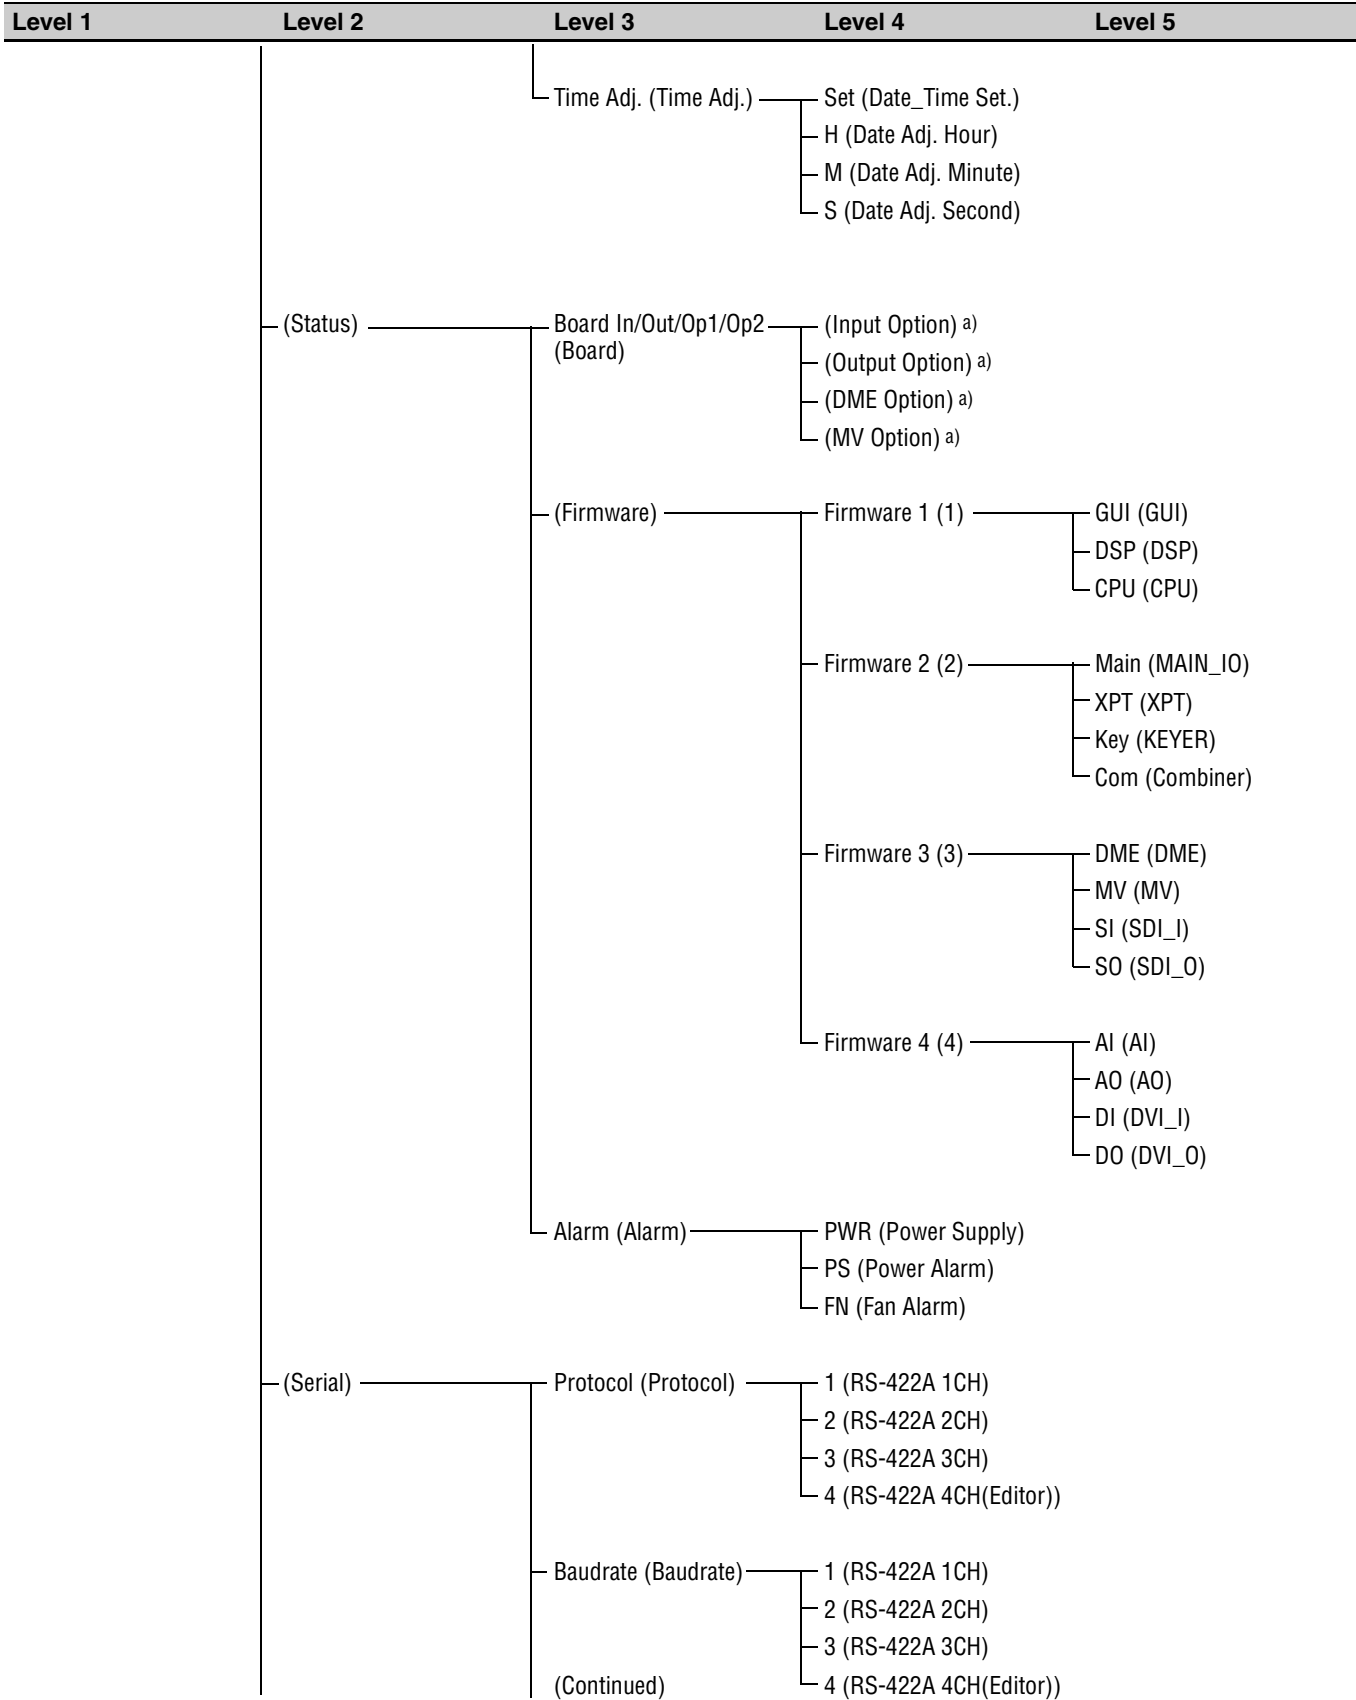 Level 1 Level 2 Level 3 Level 4 Level 5
Time Adj. (Time Adj.) Set (Date_Time Set.)
H (Date Adj. Hour)
M (Date Adj. Minute)
S (Date Adj. Second)
(Status) Board In/Out/Op1/Op2 (Input Option) a)
(Board)
(Output Option) a)
(DME Option) a)
(MV Option) a)
(Firmware) Firmware 1 (1) GUI (GUI)
DSP (DSP)
CPU (CPU)
Firmware 2 (2) Main (MAIN_IO)
XPT (XPT)
Key (KEYER)
Com (Combiner)
Firmware 3 (3) DME (DME)
MV (MV)
SI (SDI_I)
SO (SDI_O)
Firmware 4 (4) AI (AI)
AO (AO)
DI (DVI_I)
DO (DVI_O)
Alarm (Alarm) PWR (Power Supply)
PS (Power Alarm)
FN (Fan Alarm)
(Serial) Protocol (Protocol) 1 (RS-422A 1CH)
2 (RS-422A 2CH)
3 (RS-422A 3CH)
4 (RS-422A 4CH(Editor))
Baudrate (Baudrate) 1 (RS-422A 1CH)
2 (RS-422A 2CH)
3 (RS-422A 3CH)
(Continued) 4 (RS-422A 4CH(Editor))